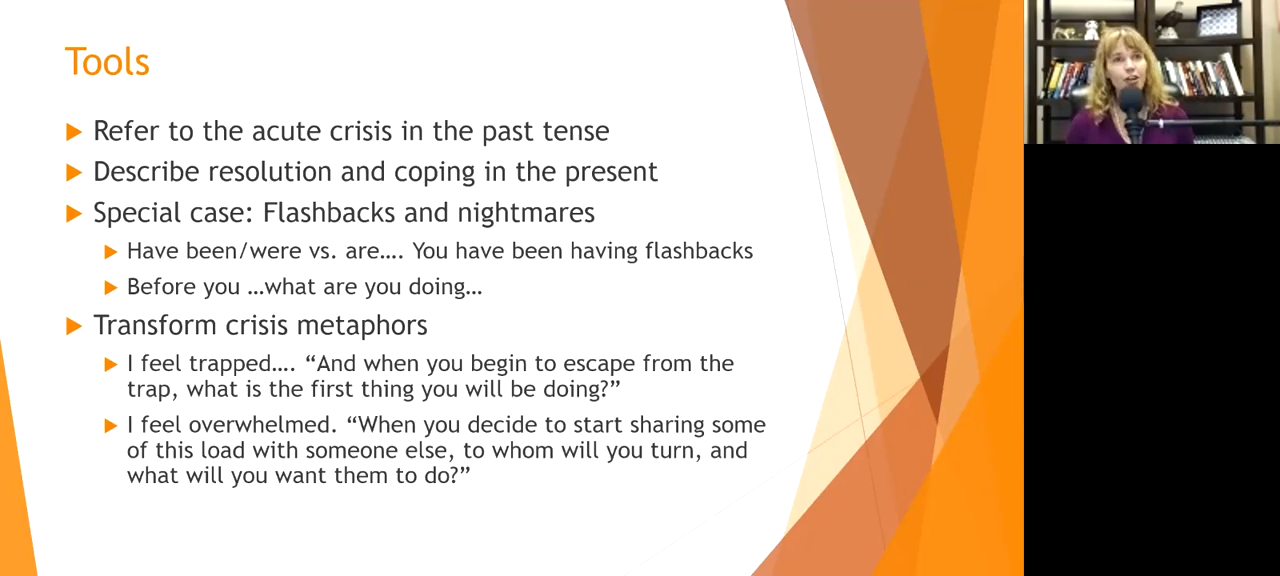 Tools
Refer to the acute crisis in the past tense
Describe resolution and coping in the present
Special case: Flashbacks and nightmares
Have been/were vs. are…. You have been having flashbacks
Before you …what are you doing…
Transform crisis metaphors
I feel trapped…. “And when you begin to escape from the
trap, what is the first thing you will be doing?”
I feel overwhelmed. “When you decide to start sharing some
of this load with someone else, to whom will you turn, and
what will you want them to do?”